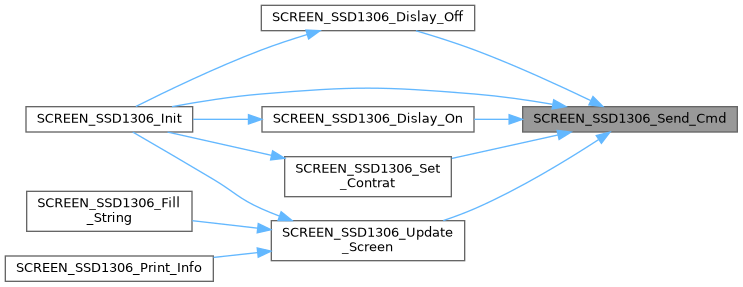 SCREEN_SSD1306_Dislay_Off
SCREEN_SSD1306_Init
SCREEN_SSD1306_Dislay_On
SCREEN_SSD1306_Send_Cmd
SCREEN_SSD1306_Set
_Contrat
SCREEN_SSD1306_Fill
_String
SCREEN_SSD1306_Update
_Screen
SCREEN_SSD1306_Print_Info